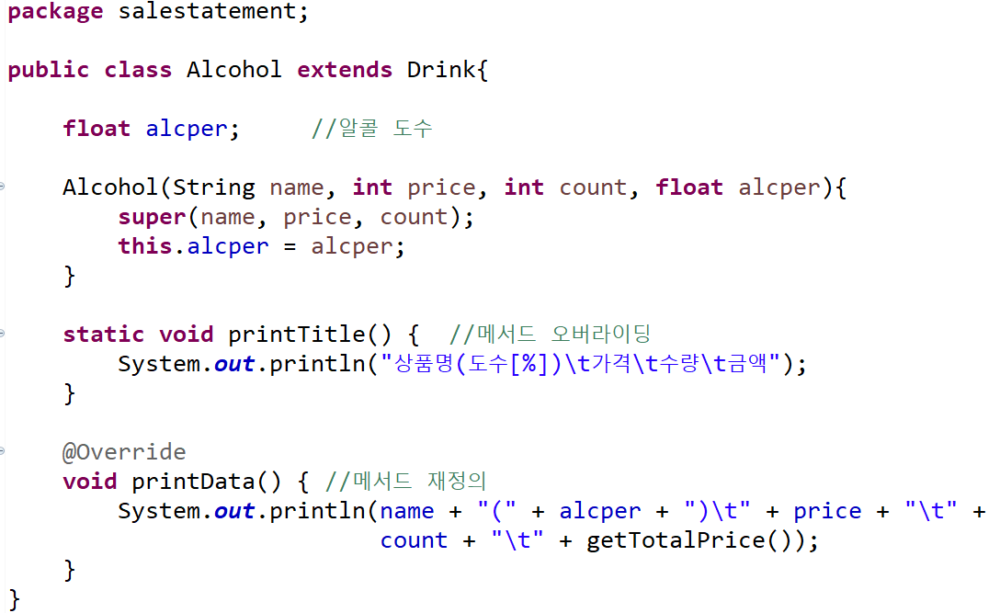 package salestatement;
public class Alcohol extends Drink{
float alcper;     //알콜 도수
Alcohol(String name, int price, int count, float alcper){
super(name, price, count);
this.alcper = alcper;
}
static void printTitle() {  //메서드 오버라이딩
System.out.println("상품명(도수[%])\t가격\t수량\t금액");
}
@Override
void printData() { //메서드 재정의
System.out.println(name + "(" + alcper + ")\t" + price + "\t" +
count + "\t" + getTotalPrice());
}
}